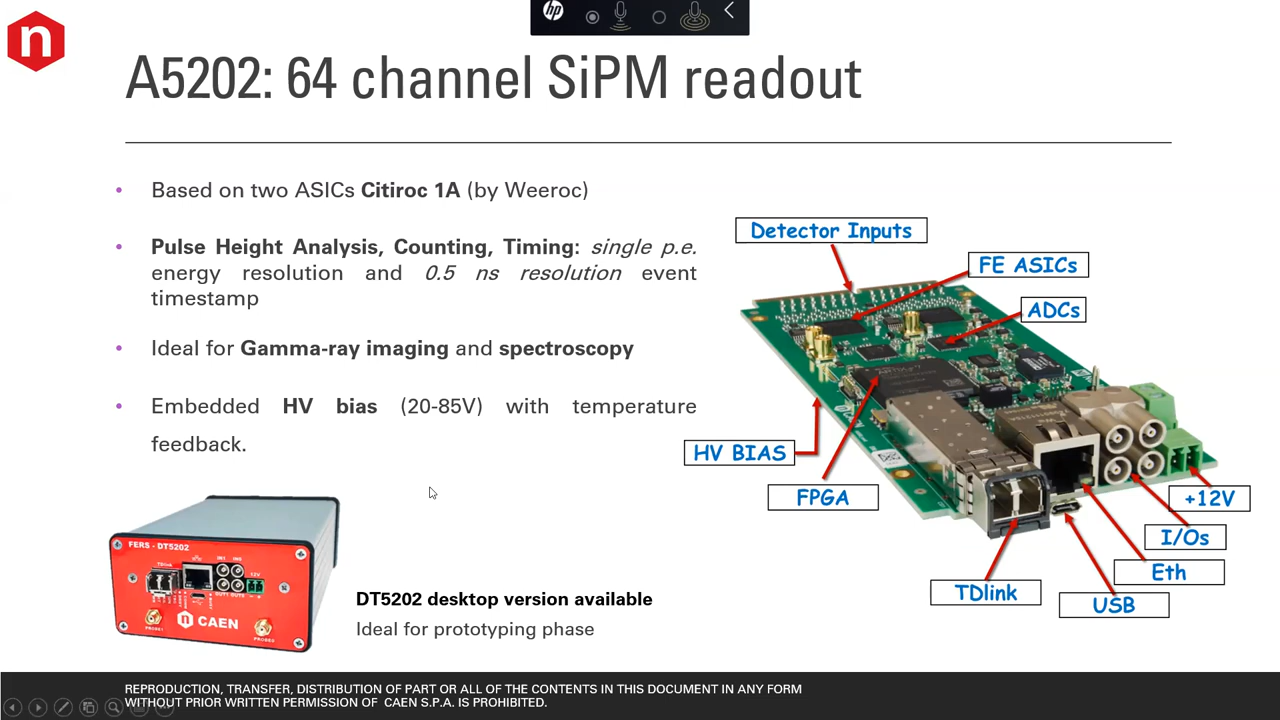 hp
n
A5202: 64 channel SiPM readout
• Based on two ASICs Citiroc 1A (by Weeroc)
• Pulse Height Analysis, Counting, Timing: single p.e.
energy resolution and 0.5 ns resolution event
timestamp
• Ideal for Gamma-ray imaging and spectroscopy
• Embedded HV bias (20-85V) with temperature
feedback.
Detector Inputs
FE ASICs
ADCs
HV BIAS
FPGA
+12V
I/Os
Eth
TDlink
USB
CAEN
FERS - DT5202
TDlink
12V
n CAEN
DT5202 desktop version available
Ideal for prototyping phase
REPRODUCTION, TRANSFER, DISTRIBUTION OF PART OR ALL OF THE CONTENTS IN THIS DOCUMENT IN ANY FORM
WITHOUT PRIOR WRITTEN PERMISSION OF CAEN S.P.A. IS PROHIBITED.